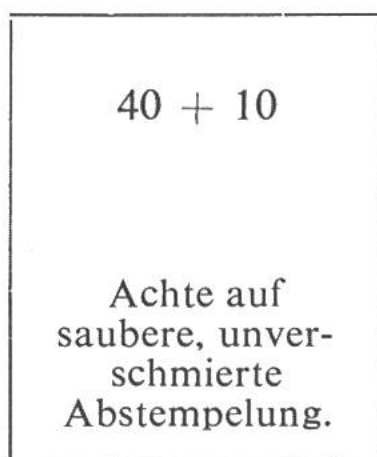 40 + 10
Achte auf
saubere, unver-
schmierte
Abstempelung.